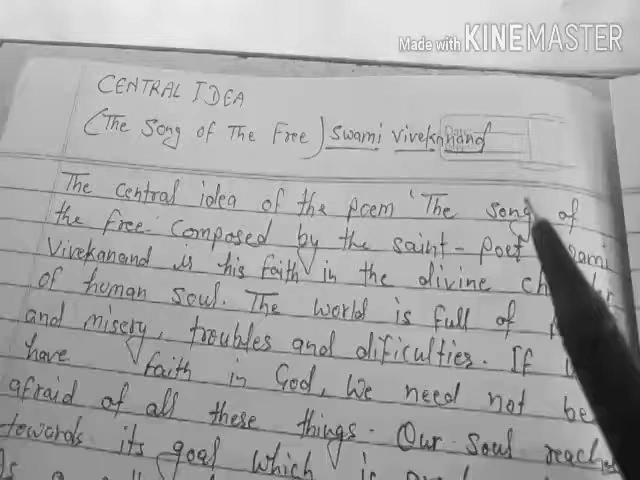 Made with KINEMASTER
CENTRAL IDEA
(The Song of The Free) Swami Viveknanand
The central idea of the poem 'The song of
the free' composed by the saint-poet
Vivekanand is his faith in the divine
of human soul. The world is full of
and misery, troubles and dificulties. If
have faith in God, we need not be
afraid of all these things. Our soul
towards its goal which is